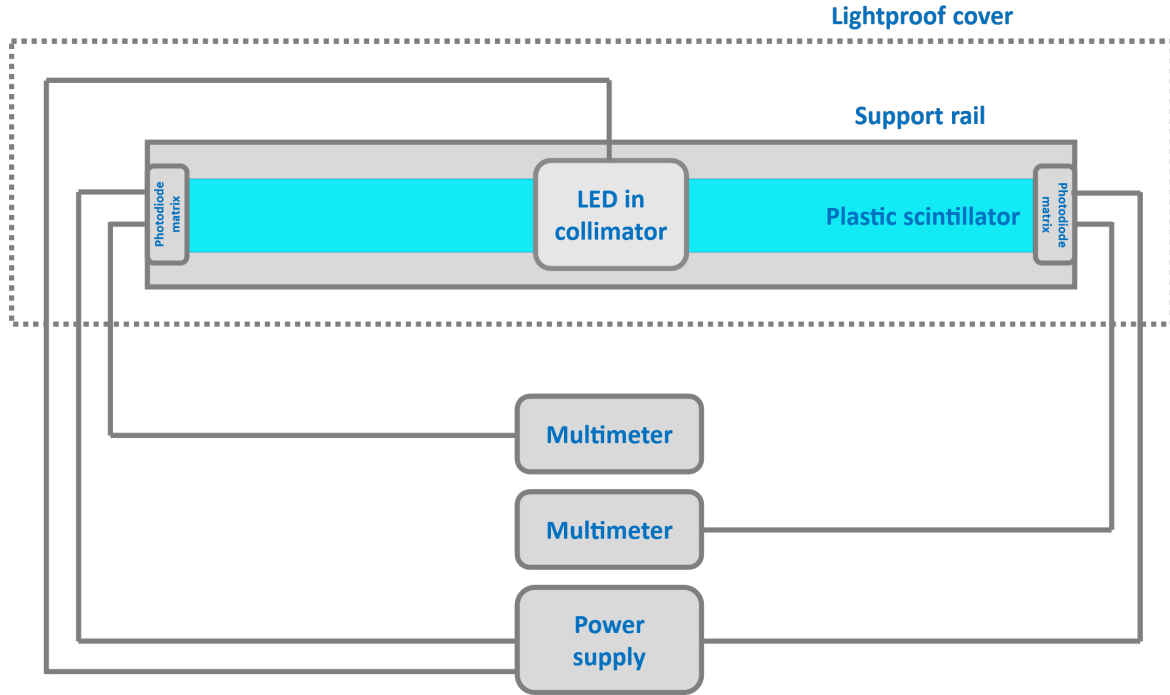 Lightproof cover
Support rail
Photodiode
matrix
LED in
collimator
Plastic scintillator
Photodiode
matrix
Multimeter
Multimeter
Power
supply